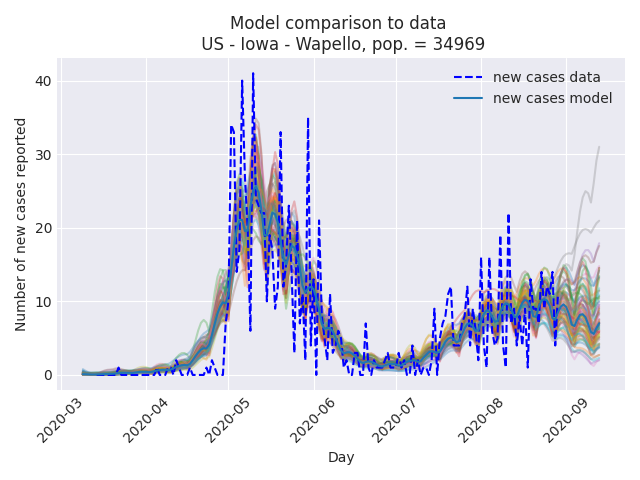 Model comparison to data
US - Iowa - Wapello, pop. = 34969
new cases data
new cases model
Number of new cases reported
40
30
20
10
0
2020-03
2020-04
2020-05
2020-06
2020-07
2020-08
2020-09
Day